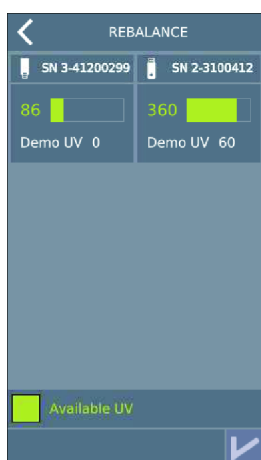 REBALANCE
SN 3-41200299 SN 2-3100412
86 360
Demo UV 0 Demo UV 60
Available UV